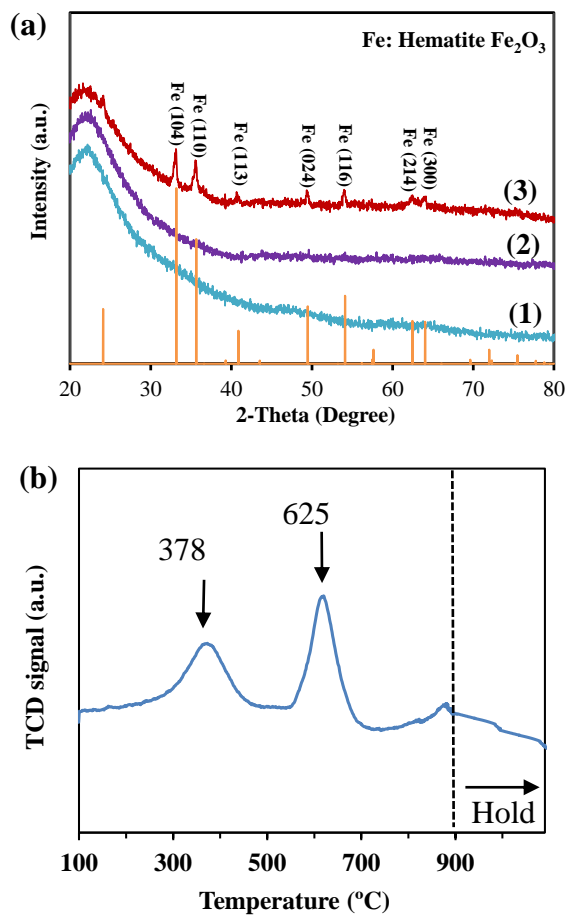 (a)
Fe: Hematite Fe₂O₃
Fe (104)
Fe (110)
Fe (113)
Fe (024)
Fe (116)
Fe (214)
Fe (300)
(3)
(2)
(1)
Intensity (a.u.)
20 30 40 50 60 70 80
2-Theta (Degree)
(b)
625
378
TCD signal (a.u.)
Hold
100 300 500 700 900
Temperature (ºC)